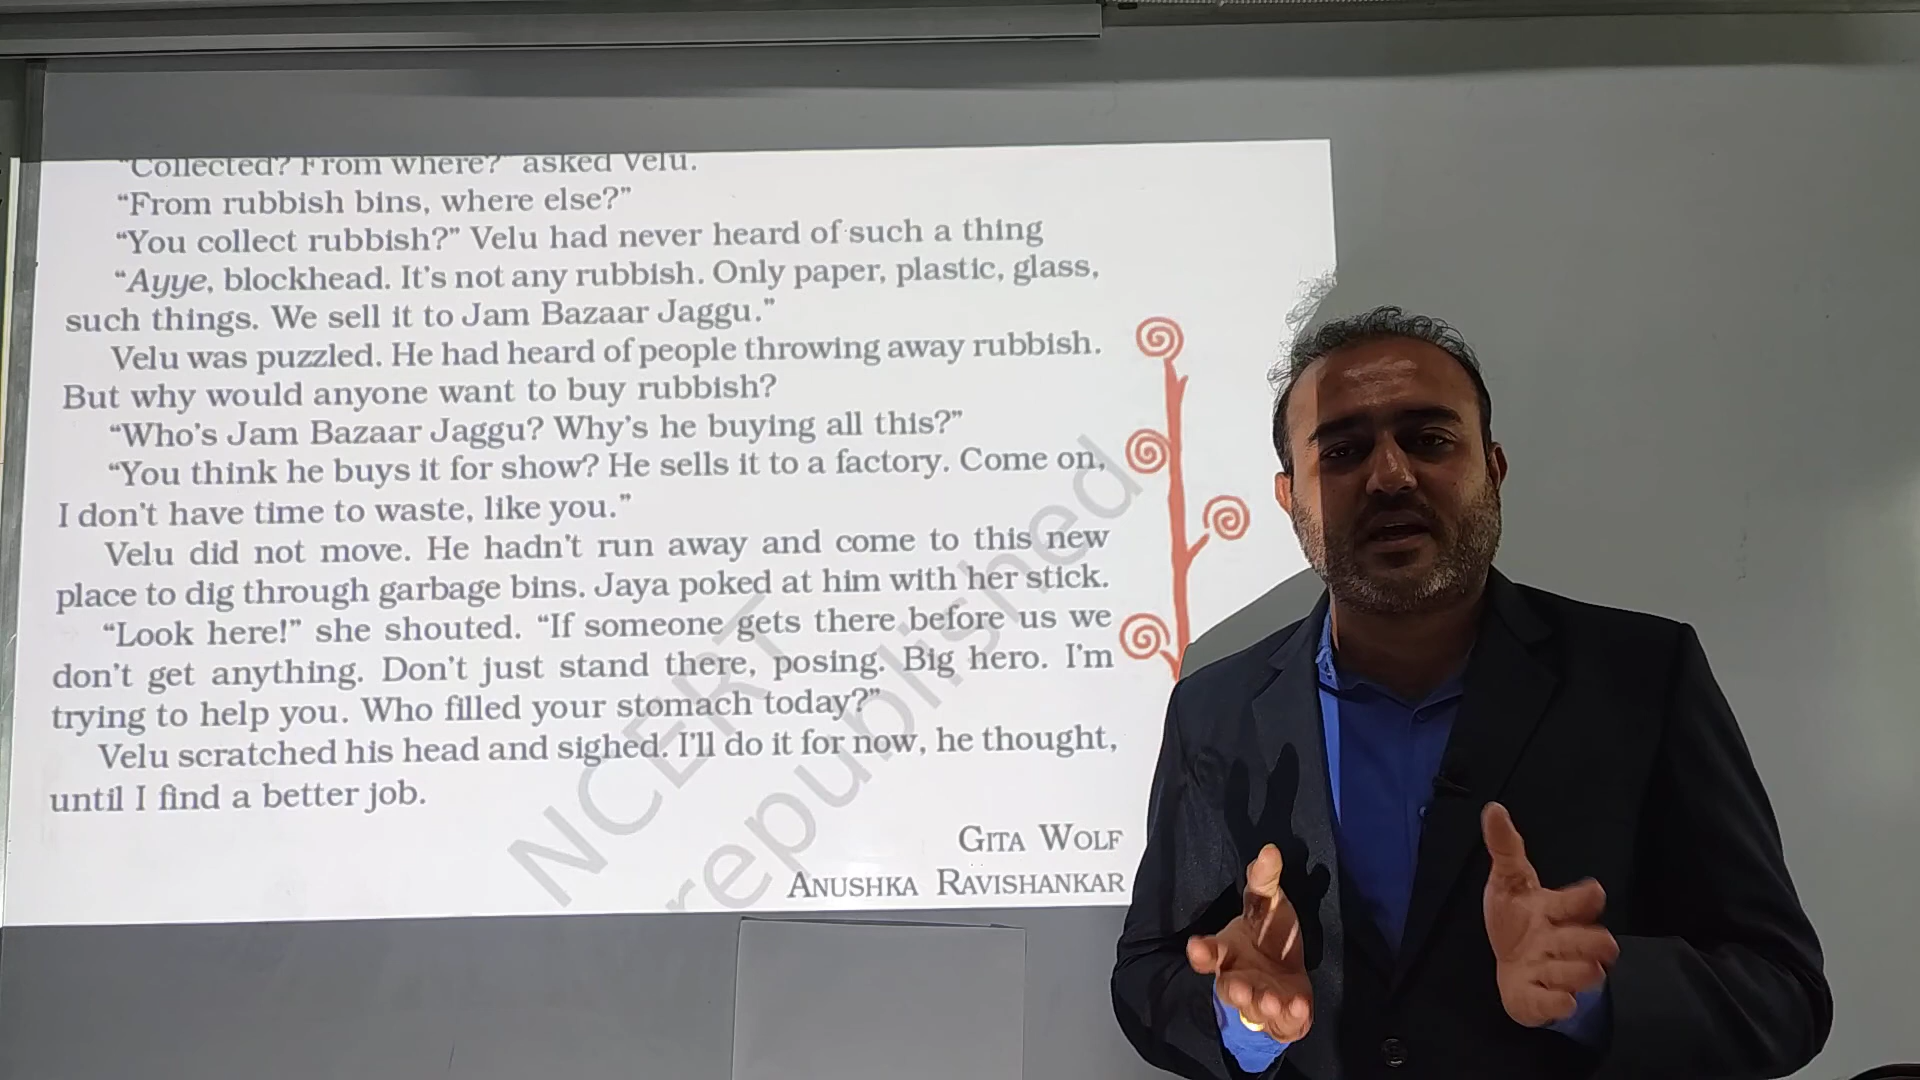 "Collected? From where?" asked Velu.
"From rubbish bins, where else?"
"You collect rubbish?" Velu had never heard of such a thing
"Ayye, blockhead. It's not any rubbish. Only paper, plastic, glass,
such things. We sell it to Jam Bazaar Jaggu."
Velu was puzzled. He had heard of people throwing away rubbish.
But why would anyone want to buy rubbish?
"Who's Jam Bazaar Jaggu? Why's he buying all this?"
"You think he buys it for show? He sells it to a factory. Come on,
I don't have time to waste, like you."
Velu did not move. He hadn't run away and come to this new
place to dig through garbage bins. Jaya poked at him with her stick.
"Look here!" she shouted. "If someone gets there before us we
don't get anything. Don't just stand there, posing. Big hero. I'm
trying to help you. Who filled your stomach today?"
Velu scratched his head and sighed. I'll do it for now, he thought,
until I find a better job.
GITA WOLF
ANUSHKA RAVISHANKAR
NCERT
republished